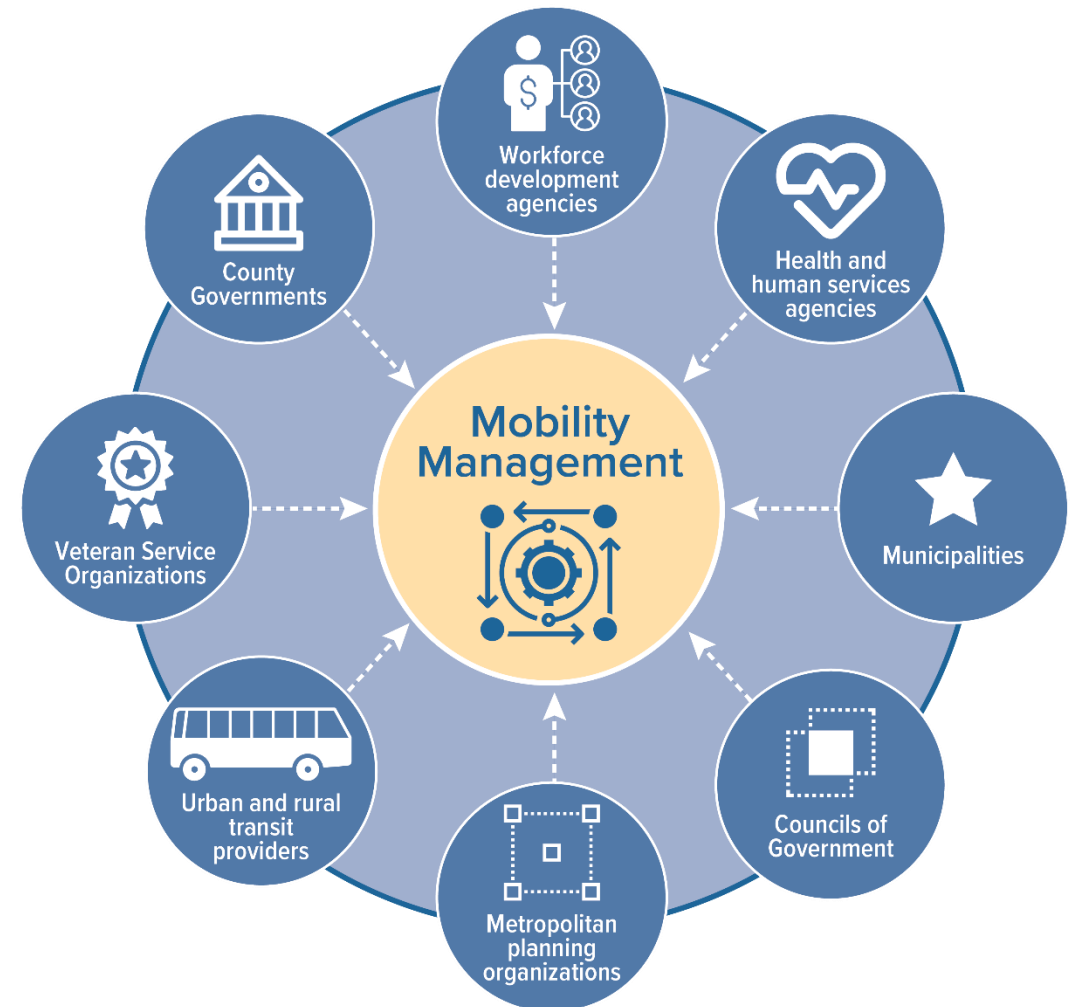 Workforce
development
agencies
Health and
human services
agencies
Municipalities
Councils of
Government
Metropolitan
planning
organizations
Urban and rural
transit
providers
Veteran Service
Organizations
County
Governments
Mobility
Management
$